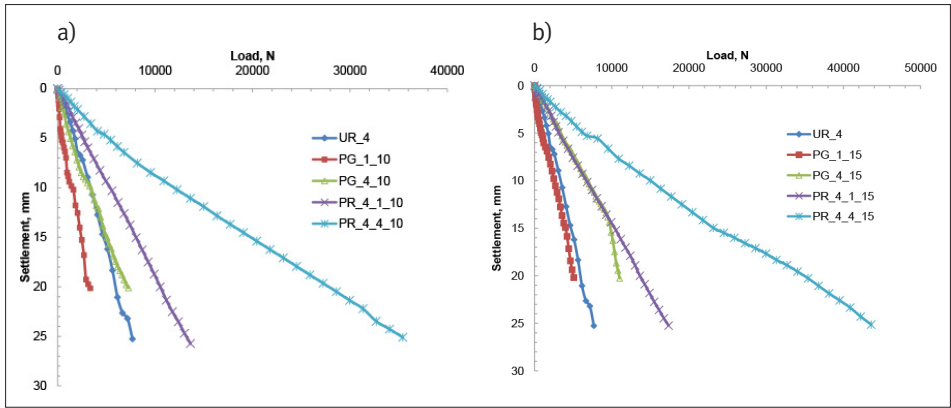 a)
Load, N
0 10000 20000 30000 40000
0
5
10
15
20
25
30
Settlement, mm
UR_4
PG_1_10
PG_4_10
PR_4_1_10
PR_4_4_10
b)
Load, N
0 10000 20000 30000 40000 50000
0
5
10
15
20
25
30
Settlement, mm
UR_4
PG_1_15
PG_4_15
PR_4_1_15
PR_4_4_15